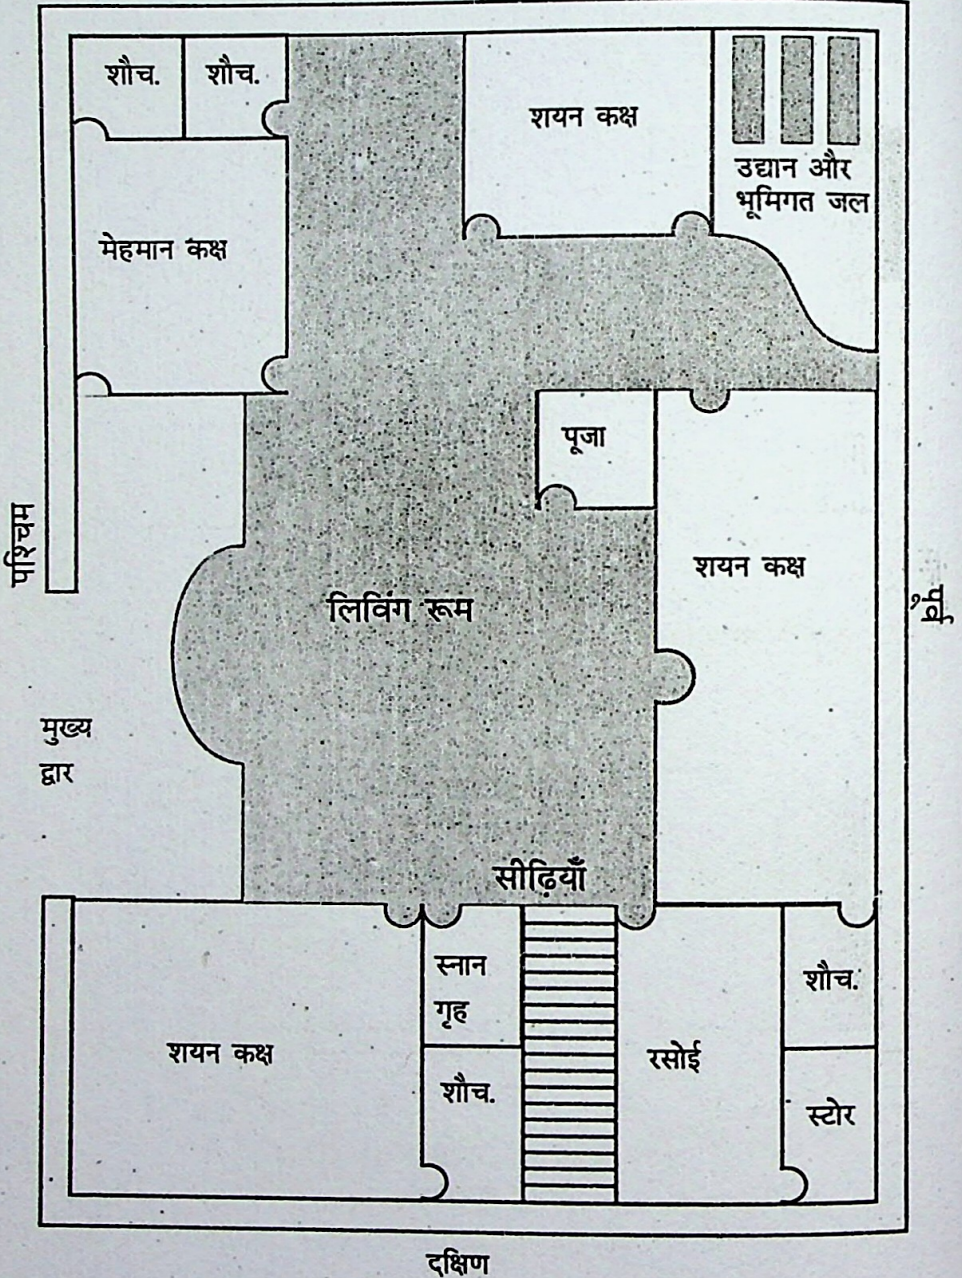 शौच.
शौच.
शयन कक्ष
उद्यान और
भूमिगत जल
मेहमान कक्ष
पूजा
पश्चिम
शयन कक्ष
पूर्व
लिविंग रूम
मुख्य
द्वार
सीढ़ियाँ
स्नान
गृह
शौच.
शयन कक्ष
रसोई
शौच.
स्टोर
दक्षिण